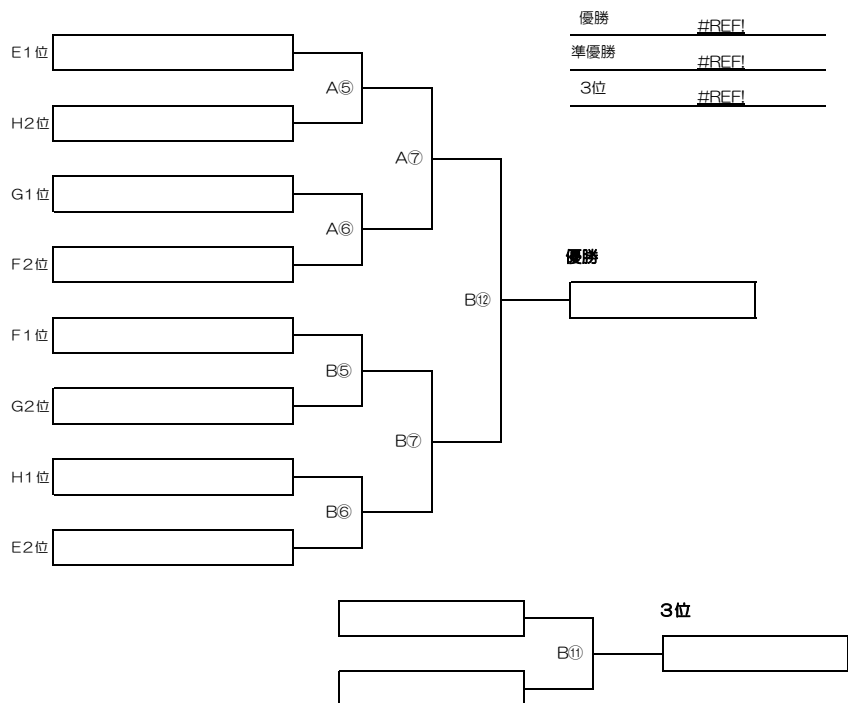 優勝 #REF!
準優勝 #REF!
3位 #REF!
E1位
A⑤
H2位
A⑦
G1位
A⑥
F2位
優勝
B⑫
F1位
B⑤
G2位
B⑦
H1位
B⑥
E2位
3位
B⑪